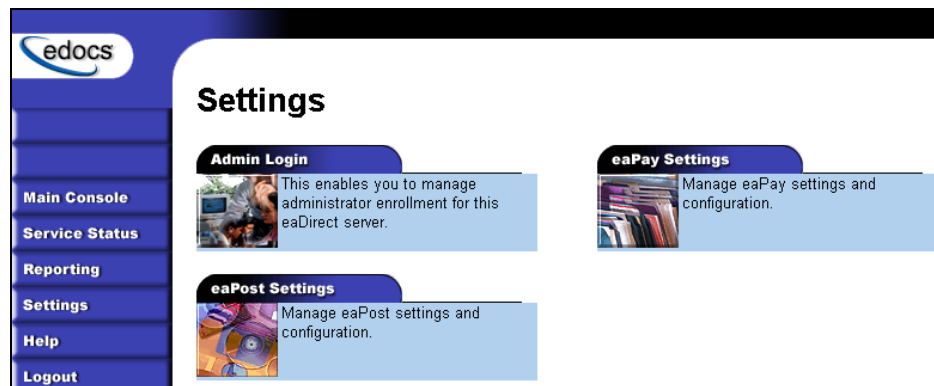 edocs
Settings
Main Console
Service Status
Reporting
Settings
Help
Logout
Admin Login
This enables you to manage
administrator enrollment for this
eaDirect server.
eaPay Settings
Manage eaPay settings and
configuration.
eaPost Settings
Manage eaPost settings and
configuration.